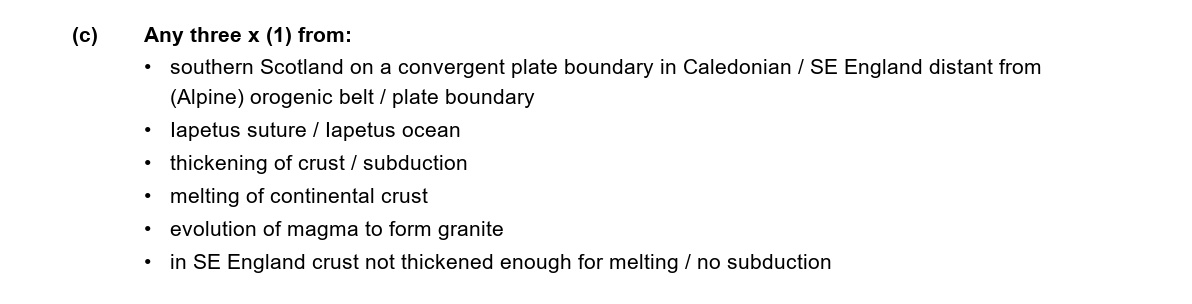 (c) Any three x (1) from:
• southern Scotland on a convergent plate boundary in Caledonian / SE England distant from
(Alpine) orogenic belt / plate boundary
• Iapetus suture / Iapetus ocean
• thickening of crust / subduction
• melting of continental crust
• evolution of magma to form granite
• in SE England crust not thickened enough for melting / no subduction